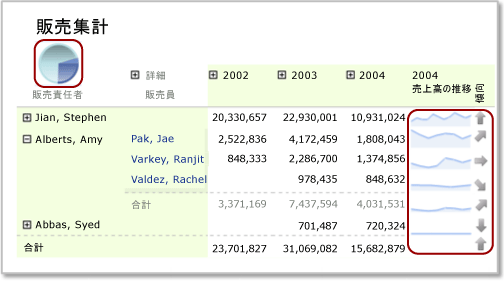 販売集計
詳細 2002 2003 2004 2004
販売責任者 販売員 売上高の推移 傾向
Jian, Stephen 20,330,657 22,930,001 10,931,024
Alberts, Amy Pak, Jae 2,522,836 4,172,459 1,808,043
Varkey, Ranjit 848,333 2,286,700 1,374,856
Valdez, Rachel 978,435 848,632
合計 3,371,169 7,437,594 4,031,531
Abbas, Syed 701,487 720,324
合計 23,701,827 31,069,082 15,682,879